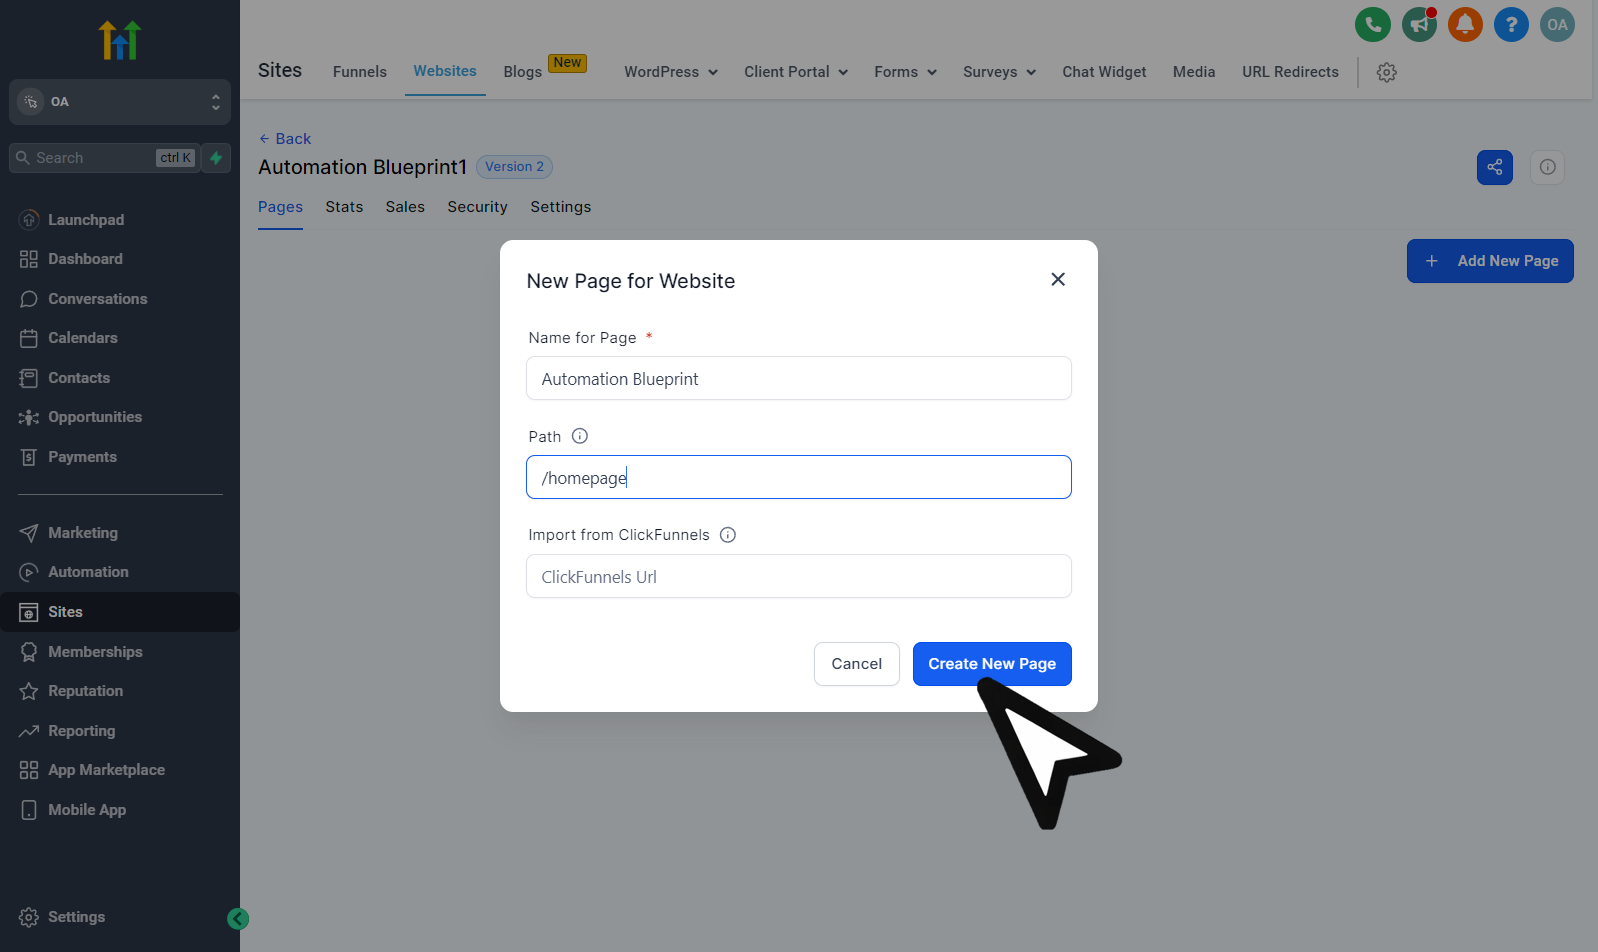 OA
Search
ctrl K
Launchpad
Dashboard
Conversations
Calendars
Contacts
Opportunities
Payments
Marketing
Automation
Sites
Memberships
Reputation
Reporting
App Marketplace
Mobile App
Settings
OA
Sites Funnels Websites Blogs New WordPress Client Portal Forms Surveys Chat Widget Media URL Redirects
← Back
Automation Blueprint1 Version 2
Pages Stats Sales Security Settings
+ Add New Page
New Page for Website
Name for Page *
Automation Blueprint
Path
/homepage
Import from ClickFunnels
ClickFunnels Url
Cancel Create New Page